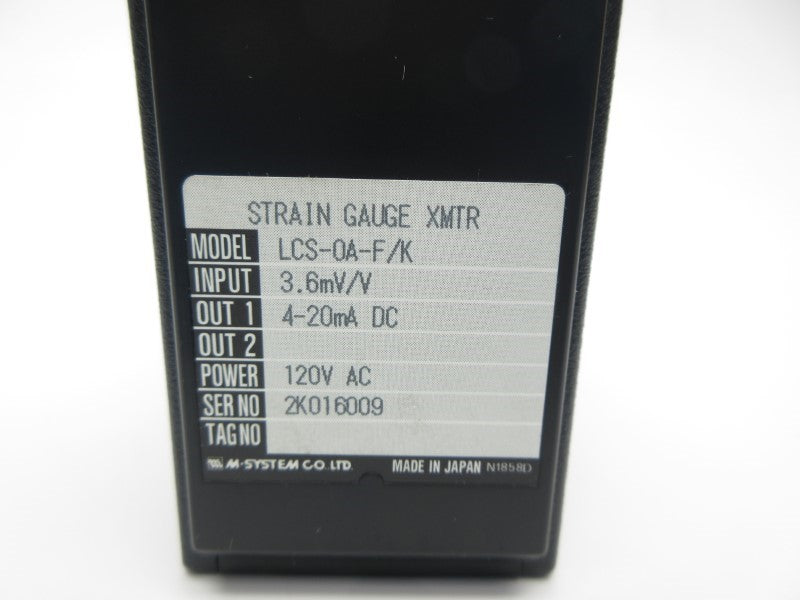 STRAIN GAUGE XMTR
MODEL LCS-0A-F/K
INPUT 3.6mV/V
OUT 1 4-20mA DC
OUT 2
POWER 120V AC
SER NO 2K016009
TAG NO
M-SYSTEM CO. LTD. MADE IN JAPAN N1858D